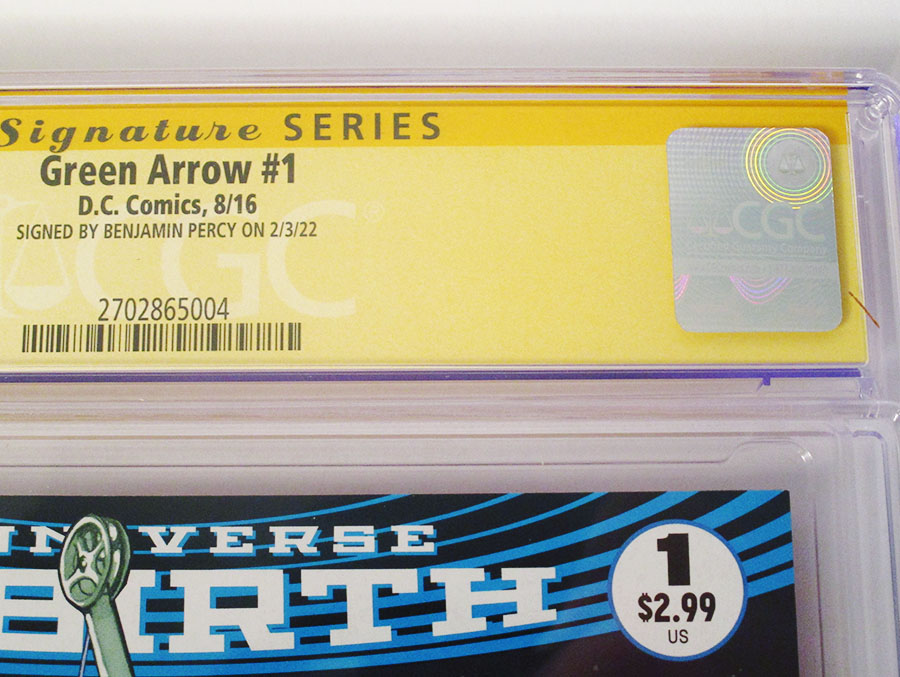 Signature SERIES
Green Arrow #1
D.C. Comics, 8/16
SIGNED BY BENJAMIN PERCY ON 2/3/22
CGC
®
2702865004
CGC
UNIVERSE
BIRTH
1
$2.99
US